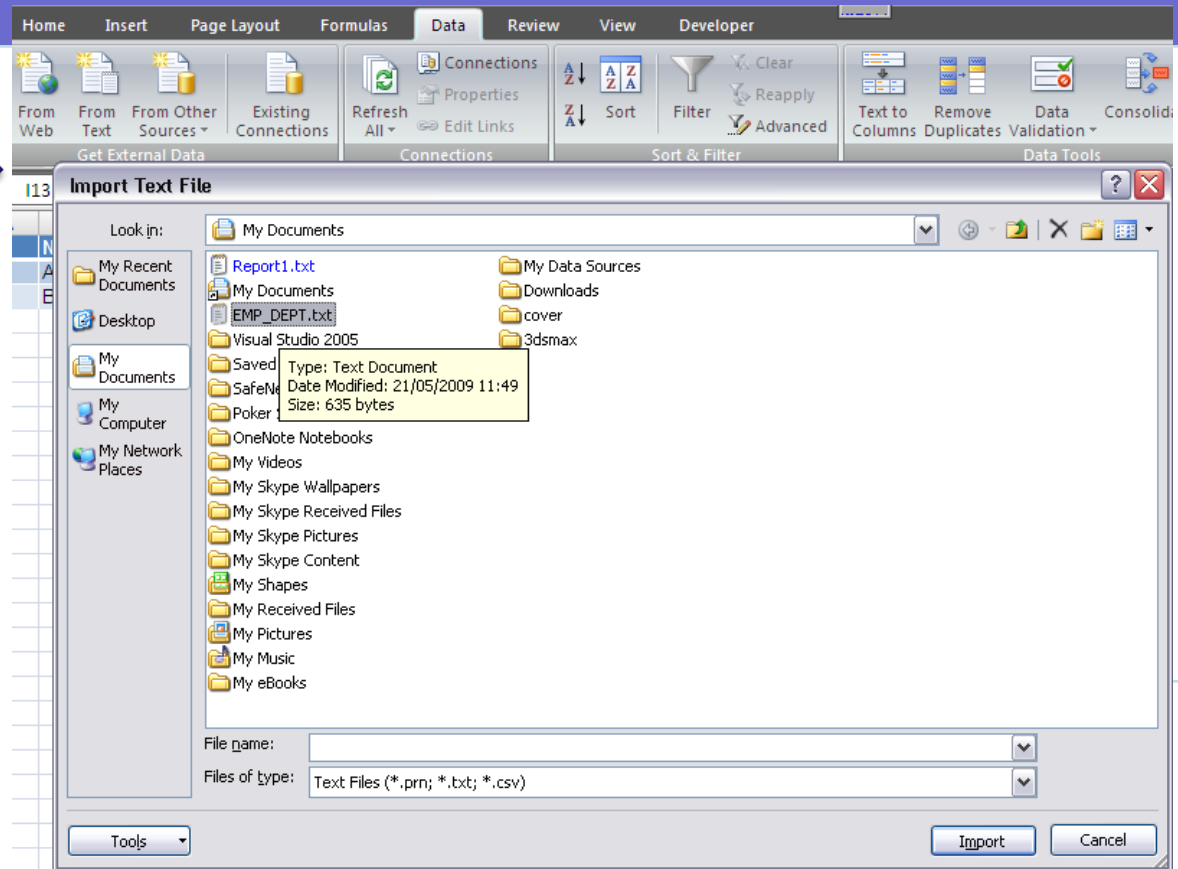 Home Insert Page Layout Formulas Data Review View Developer
From Web
From Text
From Other Sources
Existing Connections
Get External Data
Refresh All
Connections
Properties
Edit Links
Connections
Sort
Filter
Clear
Reapply
Advanced
Sort & Filter
Text to Columns
Remove Duplicates
Data Validation
Consolida
Data Tools
I13
Import Text File
Look in: My Documents
My Recent Documents
Desktop
My Documents
My Computer
My Network Places
Report1.txt
My Documents
EMP_DEPT.txt
Visual Studio 2005
Saved
SafeNe
Poker
OneNote Notebooks
My Videos
My Skype Wallpapers
My Skype Received Files
My Skype Pictures
My Skype Content
My Shapes
My Received Files
My Pictures
My Music
My eBooks
My Data Sources
Downloads
cover
3dsmax
Type: Text Document
Date Modified: 21/05/2009 11:49
Size: 635 bytes
File name:
Files of type: Text Files (*.prn; *.txt; *.csv)
Tools
Import
Cancel